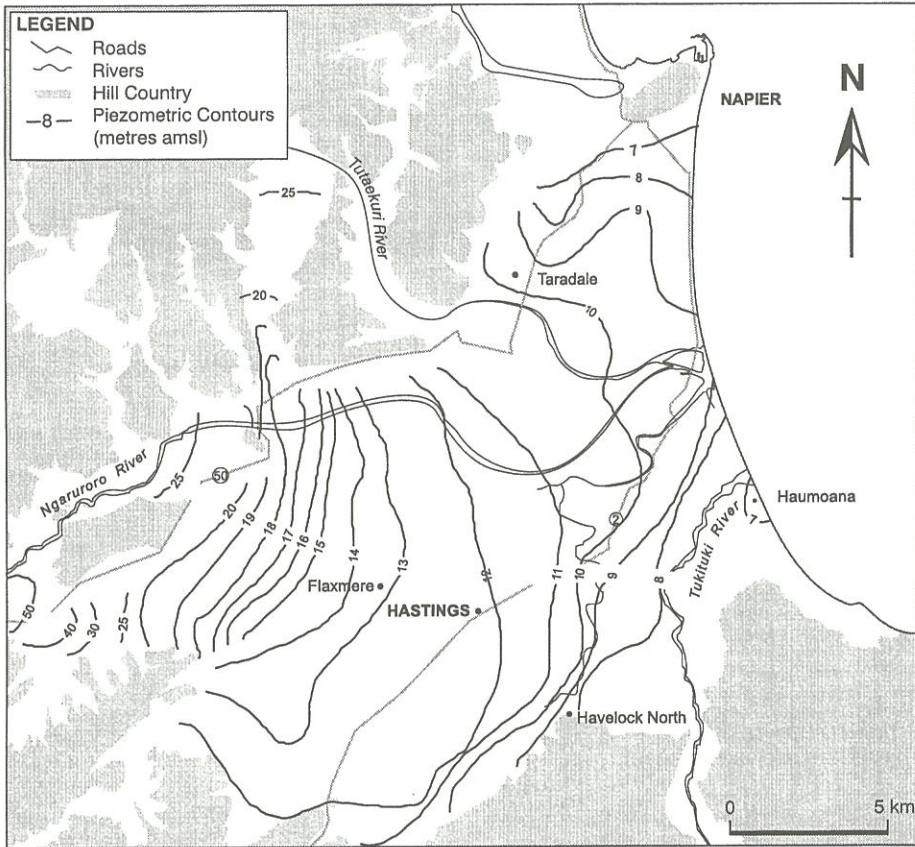 LEGEND
Roads
Rivers
Hill Country
8 Piezometric Contours
(metres amsl)
NAPIER
N
Tutaekuri River
7
8
9
25
Taradale
20
10
Ngaruroro River
25
50
20
19
18
17
16
15
14
13
12
11
10
9
8
2
7
Haumoana
Tukituki River
Flaxmere
HASTINGS
50
40
30
25
Havelock North
0 5 km